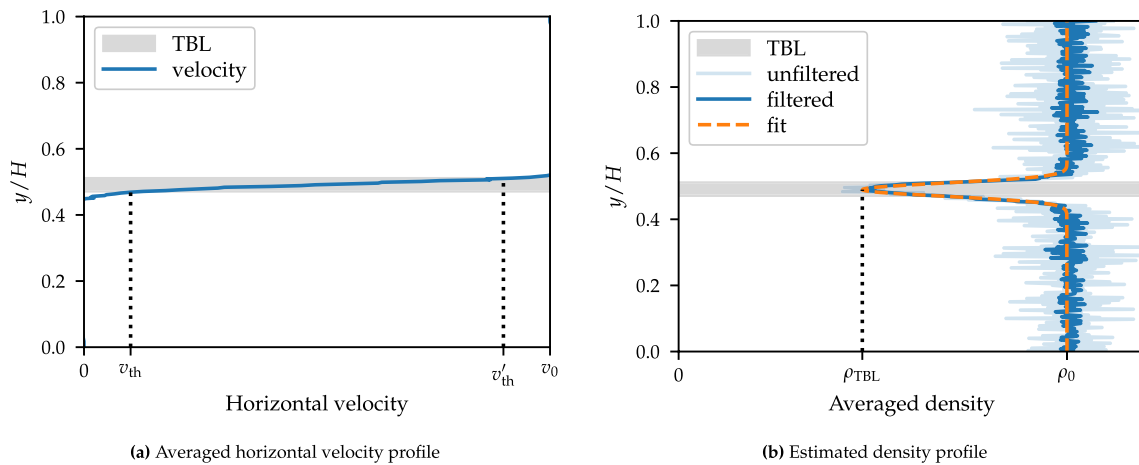 1.0
0.8
0.6
0.4
0.2
0.0
y / H
TBL
velocity
0
v_th
v′_th
v_0
Horizontal velocity
(a) Averaged horizontal velocity profile
1.0
0.8
0.6
0.4
0.2
0.0
y / H
TBL
unfiltered
filtered
fit
0
ρ_TBL
ρ_0
Averaged density
(b) Estimated density profile